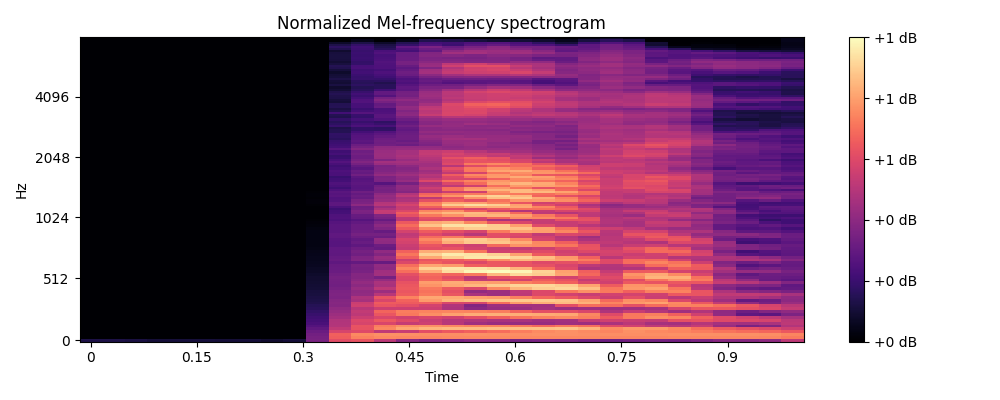 Normalized Mel-frequency spectrogram
Hz
4096
2048
1024
512
0
0
0.15
0.3
0.45
0.6
0.75
0.9
Time
+1 dB
+1 dB
+1 dB
+0 dB
+0 dB
+0 dB